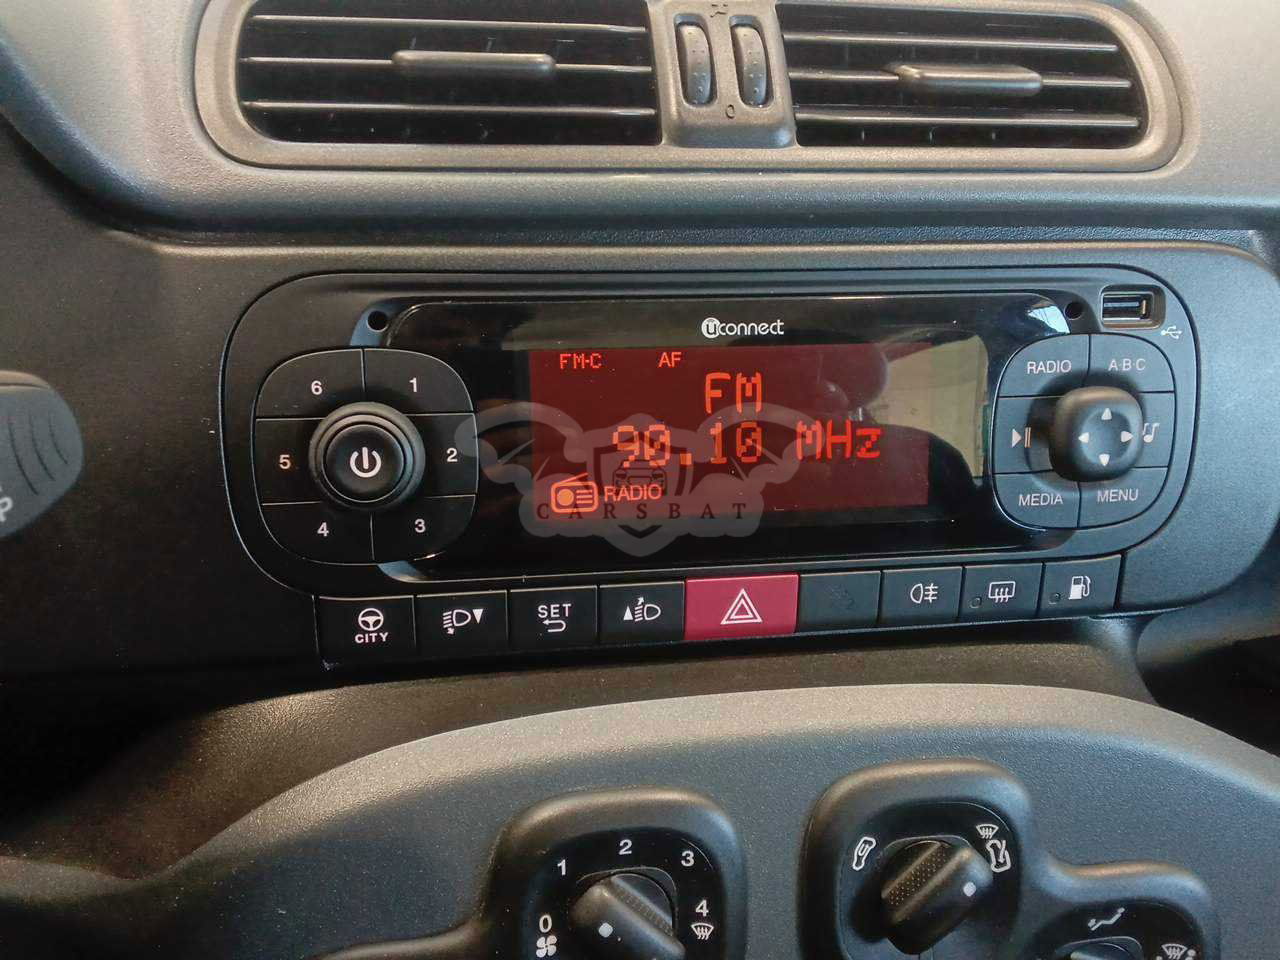 0
uconnect
FM-C AF
FM
90.10 MHz
RADIO
CARSBAT
6 1
5 2
4 3
RADIO A·B·C
MEDIA MENU
CITY
SET
P
0 1 2 3 4